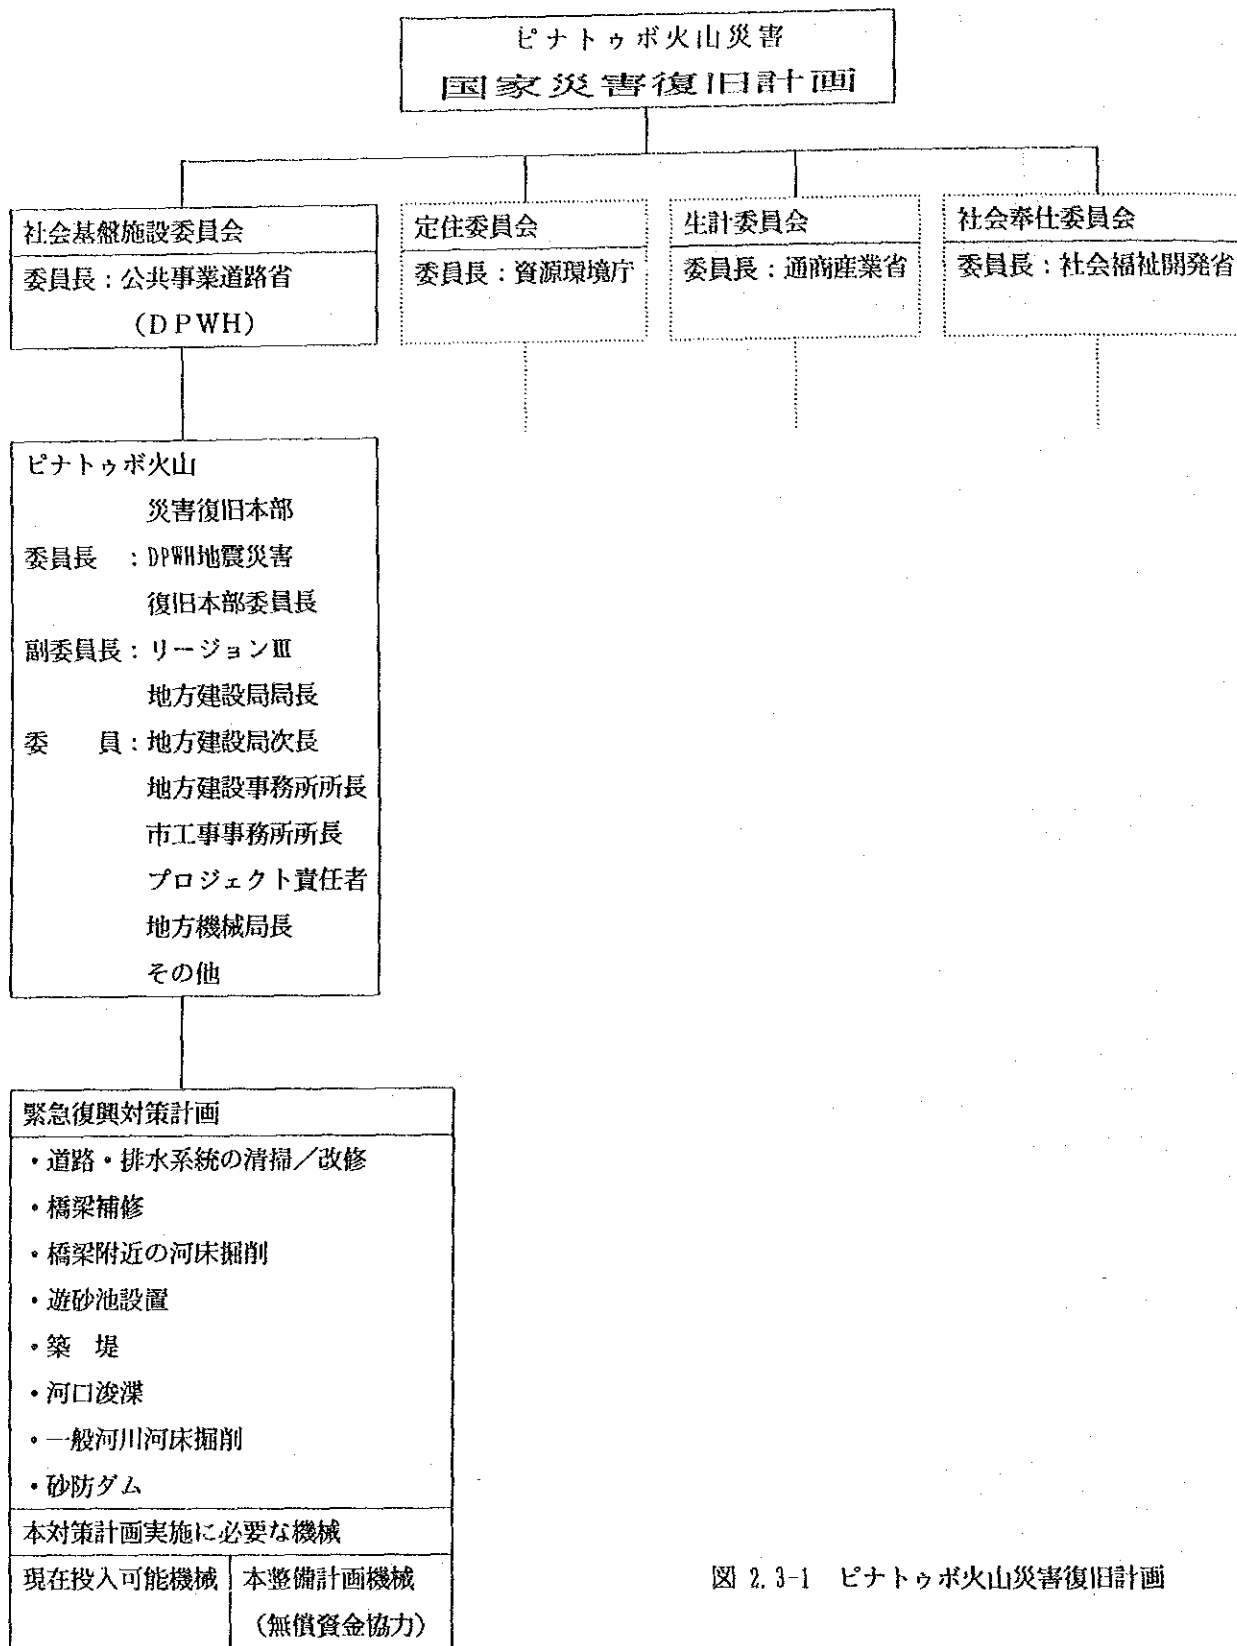 ピナトゥボ火山災害
国家災害復旧計画
社会基盤施設委員会
委員長：公共事業道路省
（DPWH）
定住委員会
委員長：資源環境庁
生計委員会
委員長：通商産業省
社会奉仕委員会
委員長：社会福祉開発省
ピナトゥボ火山
災害復旧本部
委員長　：DPWH地震災害
復旧本部委員長
副委員長：リージョンⅢ
地方建設局局長
委　　員：地方建設局次長
地方建設事務所所長
市工事事務所所長
プロジェクト責任者
地方機械局長
その他
緊急復興対策計画
・道路・排水系統の清掃／改修
・橋梁補修
・橋梁附近の河床掘削
・遊砂池設置
・築　堤
・河口浚渫
・一般河川河床掘削
・砂防ダム
本対策計画実施に必要な機械
現在投入可能機械
本整備計画機械
（無償資金協力）
図 2.3-1　ピナトゥボ火山災害復旧計画